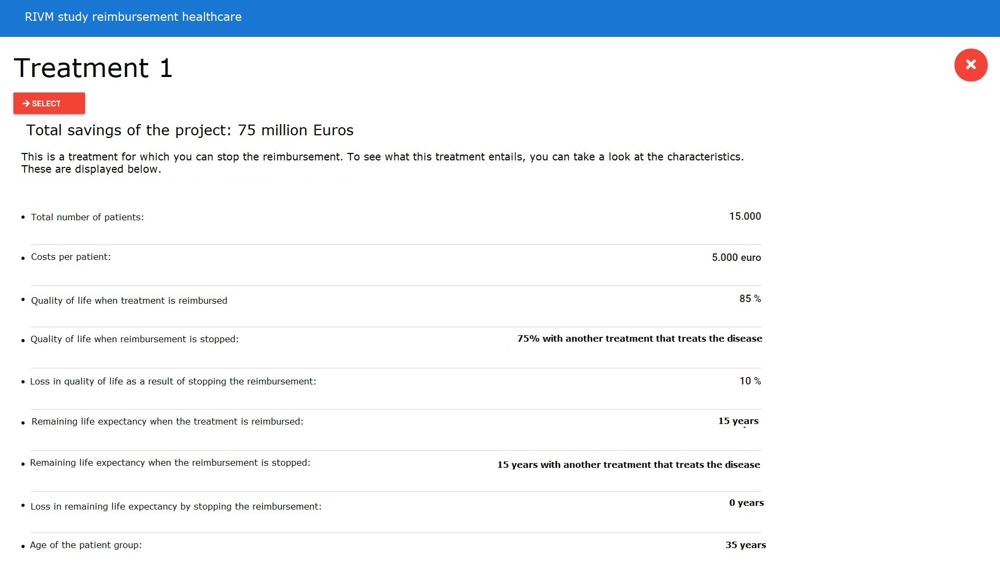 RIVM study reimbursement healthcare
Treatment 1
SELECT
Total savings of the project: 75 million Euros
This is a treatment for which you can stop the reimbursement. To see what this treatment entails, you can take a look at the characteristics.
These are displayed below.
• Total number of patients: 15.000
• Costs per patient: 5.000 euro
• Quality of life when treatment is reimbursed 85 %
• Quality of life when reimbursement is stopped: 75% with another treatment that treats the disease
• Loss in quality of life as a result of stopping the reimbursement: 10 %
• Remaining life expectancy when the treatment is reimbursed: 15 years
• Remaining life expectancy when the reimbursement is stopped: 15 years with another treatment that treats the disease
• Loss in remaining life expectancy by stopping the reimbursement: 0 years
• Age of the patient group: 35 years